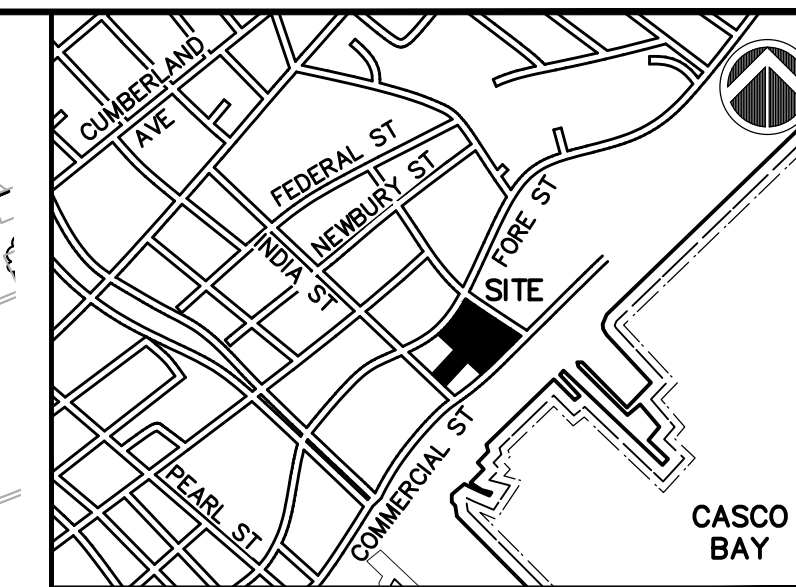 CUMBERLAND
AVE
FEDERAL ST
NEWBURY ST
INDIA ST
FORE ST
SITE
PEARL ST
COMMERCIAL ST
CASCO
BAY